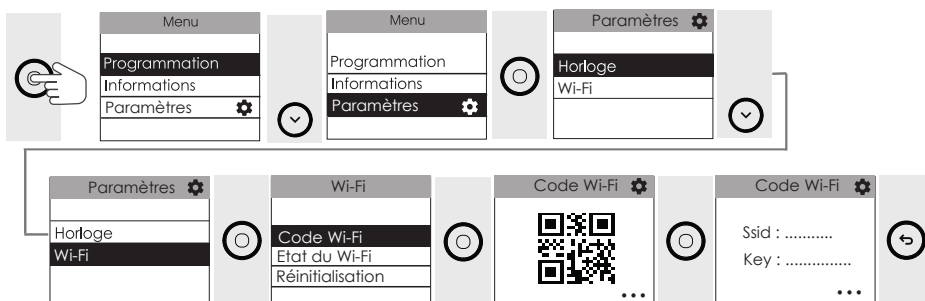 Menu
Programmation
Informations
Paramètres
Menu
Programmation
Informations
Paramètres
Paramètres
Horloge
Wi-Fi
Paramètres
Horloge
Wi-Fi
Wi-Fi
Code Wi-Fi
Etat du Wi-Fi
Réinitialisation
Code Wi-Fi
...
Code Wi-Fi
Ssid : ...........
Key : ...............
...